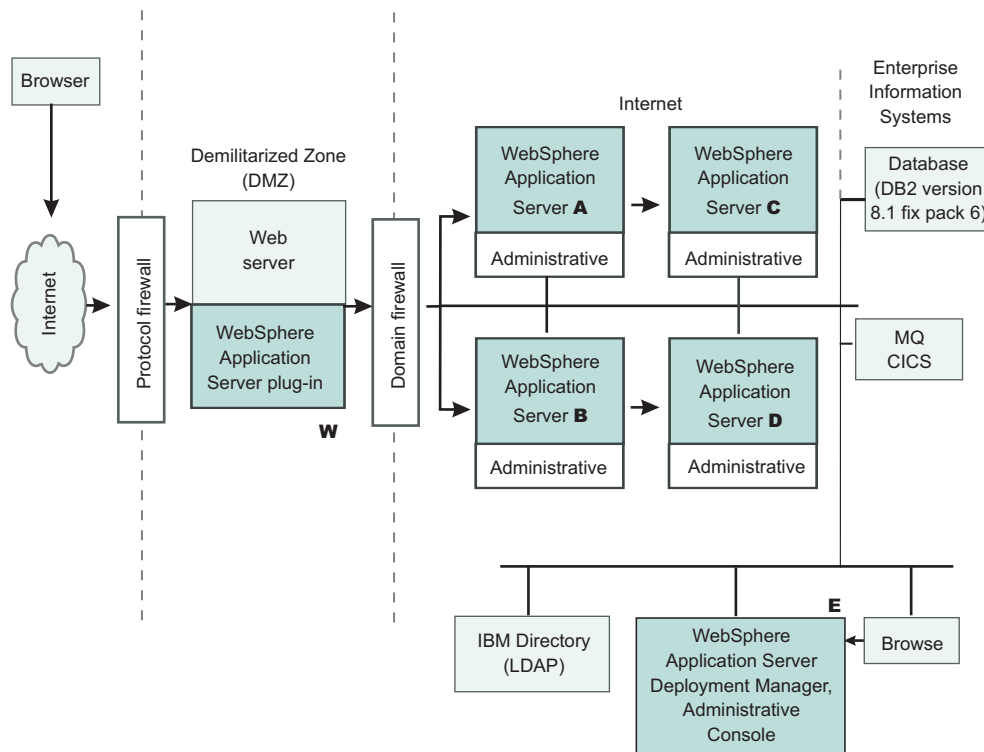 Browser
Internet
Protocol firewall
Demilitarized Zone
(DMZ)
Web
server
WebSphere
Application
Server plug-in
W
Domain firewall
Internet
WebSphere
Application
Server A
Administrative
WebSphere
Application
Server C
Administrative
WebSphere
Application
Server B
Administrative
WebSphere
Application
Server D
Administrative
Enterprise
Information
Systems
Database
(DB2 version
8.1 fix pack 6)
MQ
CICS
IBM Directory
(LDAP)
E
WebSphere
Application Server
Deployment Manager,
Administrative
Console
Browse